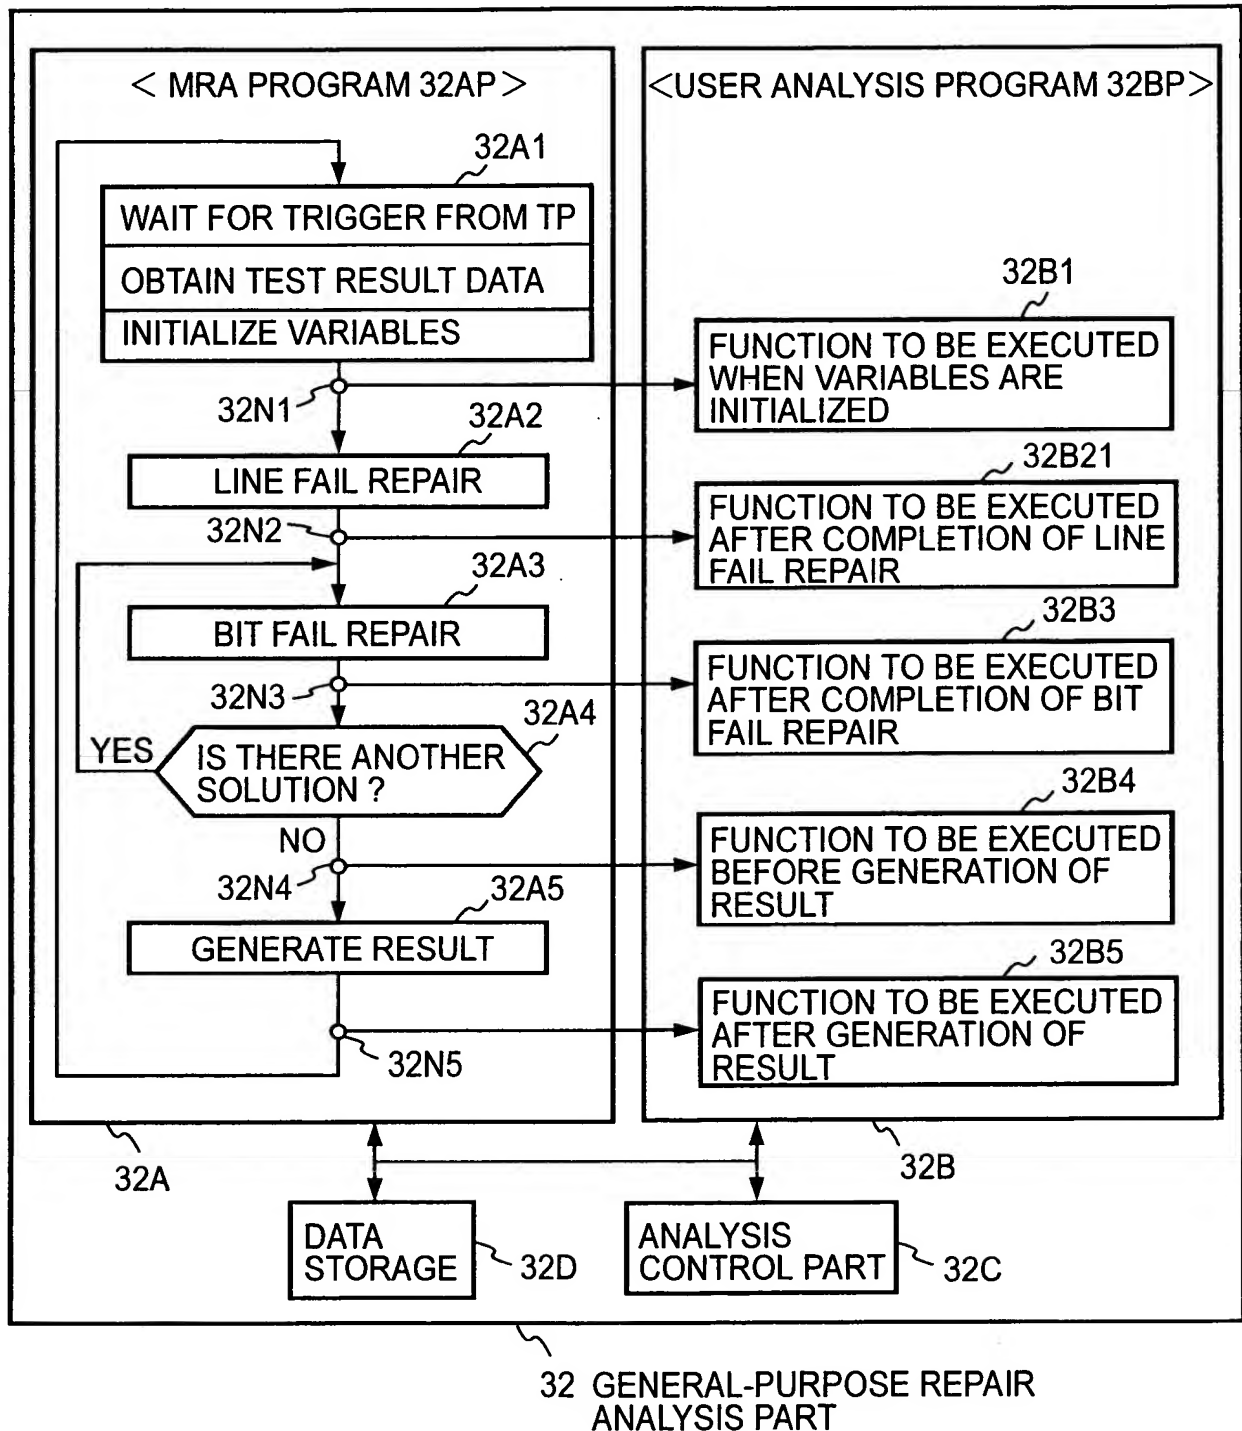 < MRA PROGRAM 32AP >
32A1
WAIT FOR TRIGGER FROM TP
OBTAIN TEST RESULT DATA
INITIALIZE VARIABLES
32N1
32A2
LINE FAIL REPAIR
32N2
32A3
BIT FAIL REPAIR
32N3
32A4
YES
IS THERE ANOTHER
SOLUTION ?
NO
32N4
32A5
GENERATE RESULT
32N5
32A
<USER ANALYSIS PROGRAM 32BP>
32B1
FUNCTION TO BE EXECUTED
WHEN VARIABLES ARE
INITIALIZED
32B21
FUNCTION TO BE EXECUTED
AFTER COMPLETION OF LINE
FAIL REPAIR
32B3
FUNCTION TO BE EXECUTED
AFTER COMPLETION OF BIT
FAIL REPAIR
32B4
FUNCTION TO BE EXECUTED
BEFORE GENERATION OF
RESULT
32B5
FUNCTION TO BE EXECUTED
AFTER GENERATION OF
RESULT
32B
DATA
STORAGE
32D
ANALYSIS
CONTROL PART
32C
32 GENERAL-PURPOSE REPAIR
ANALYSIS PART